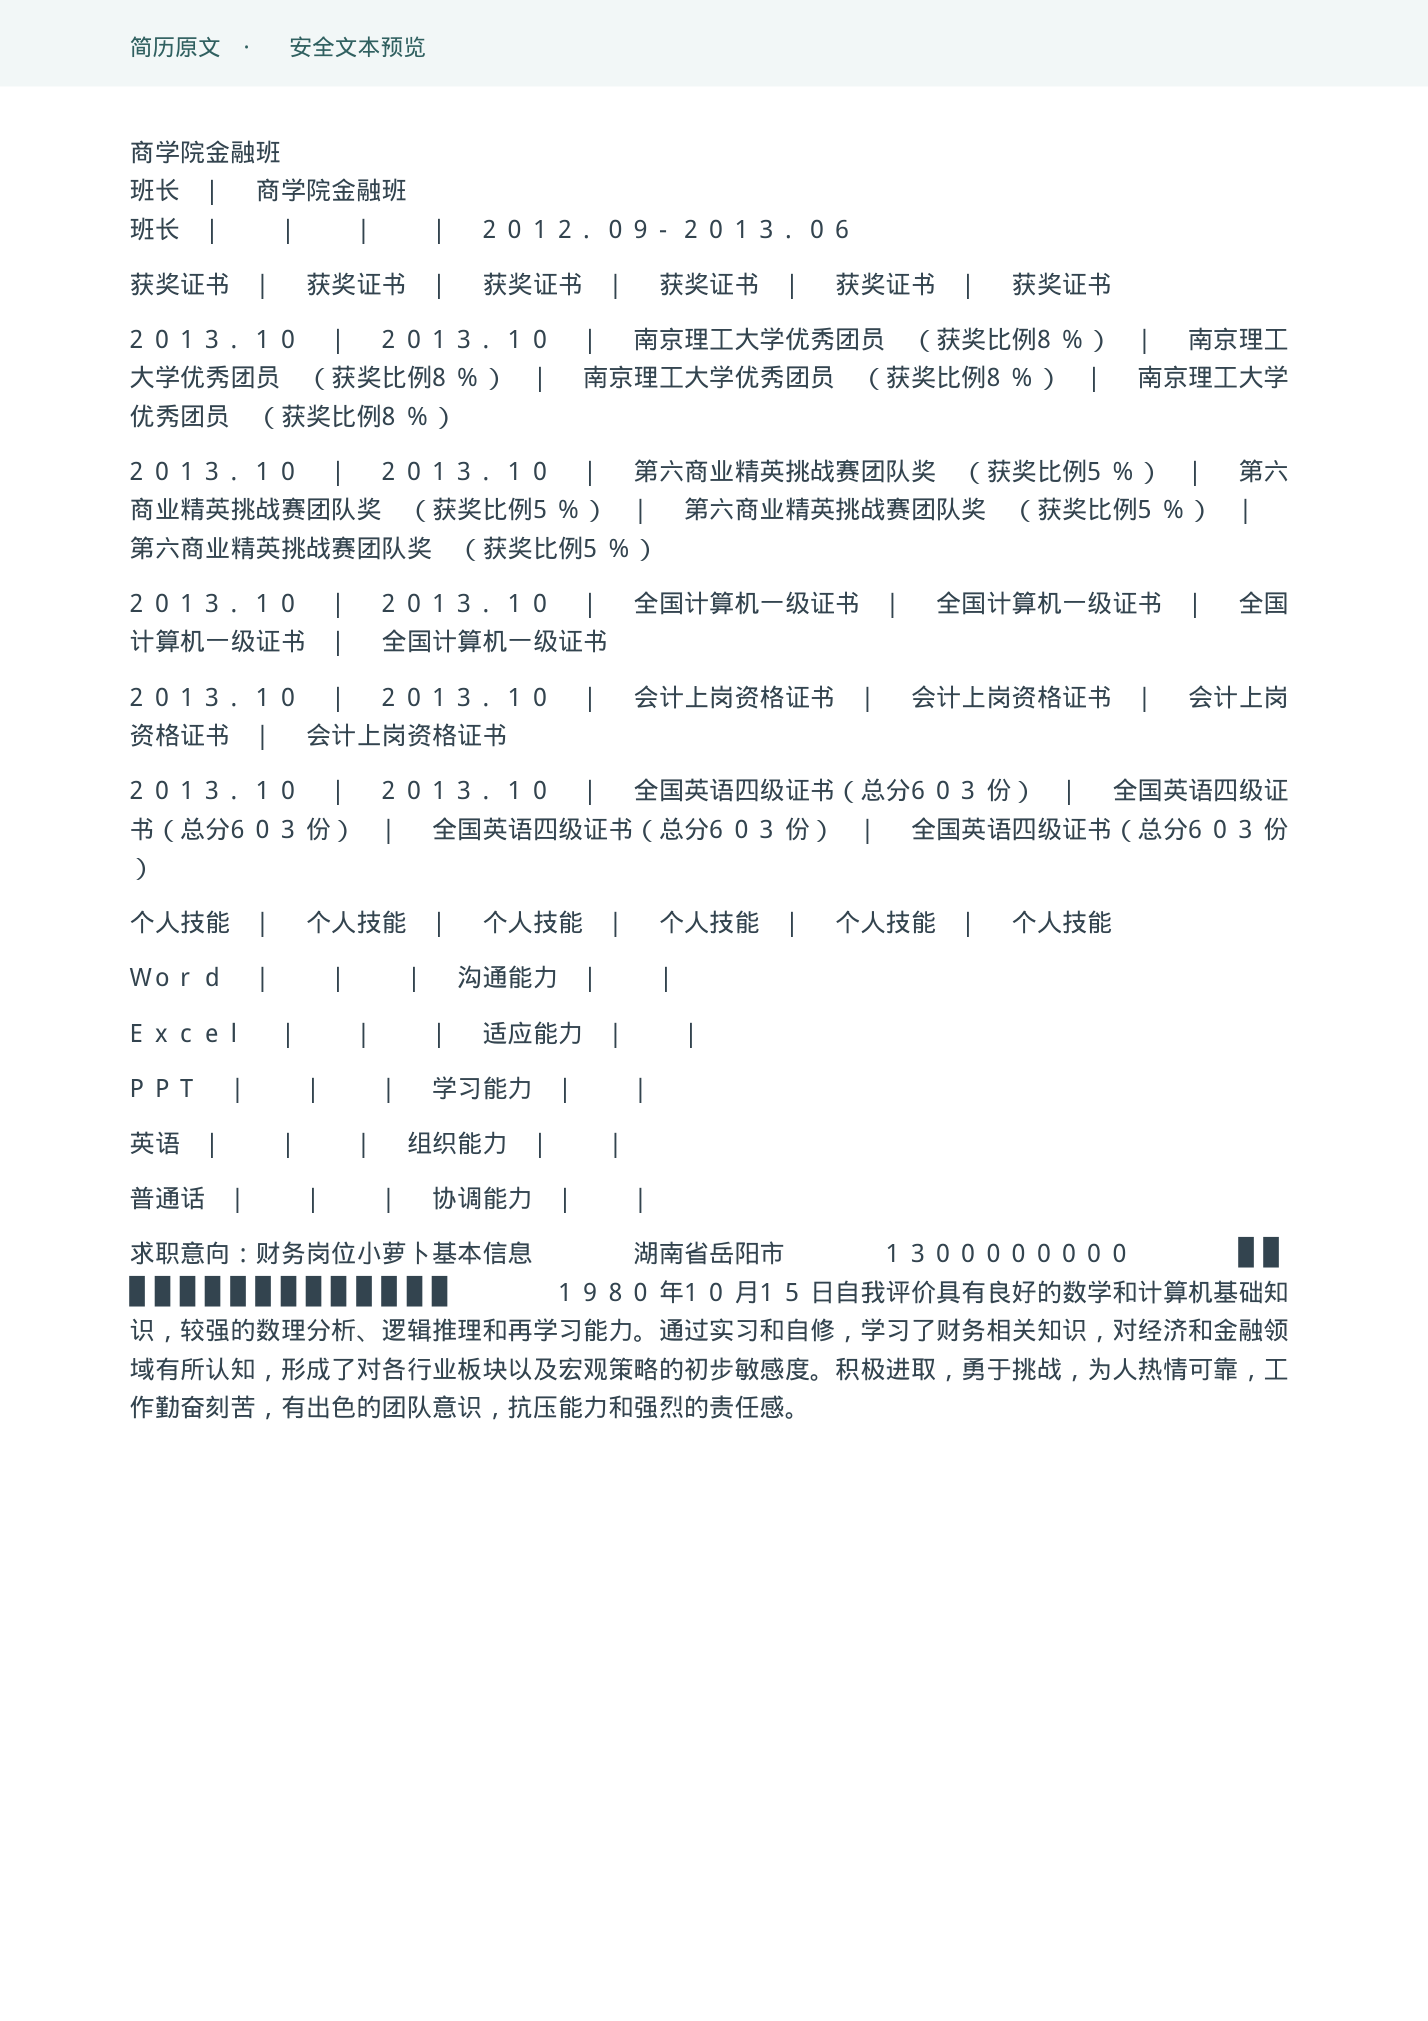 简历原文 · 安全文本预览
商学院金融班
班长 | 商学院金融班
班长 | | | | 2012.09-2013.06
获奖证书 | 获奖证书 | 获奖证书 | 获奖证书 | 获奖证书 | 获奖证书
2013.10 | 2013.10 | 南京理工大学优秀团员 （获奖比例8%） | 南京理工
大学优秀团员 （获奖比例8%） | 南京理工大学优秀团员 （获奖比例8%） | 南京理工大学
优秀团员 （获奖比例8%）
2013.10 | 2013.10 | 第六商业精英挑战赛团队奖 （获奖比例5%） | 第六
商业精英挑战赛团队奖 （获奖比例5%） | 第六商业精英挑战赛团队奖 （获奖比例5%） |
第六商业精英挑战赛团队奖 （获奖比例5%）
2013.10 | 2013.10 | 全国计算机一级证书 | 全国计算机一级证书 | 全国
计算机一级证书 | 全国计算机一级证书
2013.10 | 2013.10 | 会计上岗资格证书 | 会计上岗资格证书 | 会计上岗
资格证书 | 会计上岗资格证书
2013.10 | 2013.10 | 全国英语四级证书（总分603份） | 全国英语四级证
书（总分603份） | 全国英语四级证书（总分603份） | 全国英语四级证书（总分603份
）
个人技能 | 个人技能 | 个人技能 | 个人技能 | 个人技能 | 个人技能
Word | | | 沟通能力 | |
Excel | | | 适应能力 | |
PPT | | | 学习能力 | |
英语 | | | 组织能力 | |
普通话 | | | 协调能力 | |
求职意向：财务岗位小萝卜基本信息 湖南省岳阳市 1300000000 ██
█████████████ 1980年10月15日自我评价具有良好的数学和计算机基础知
识，较强的数理分析、逻辑推理和再学习能力。通过实习和自修，学习了财务相关知识，对经济和金融领
域有所认知，形成了对各行业板块以及宏观策略的初步敏感度。积极进取，勇于挑战，为人热情可靠，工
作勤奋刻苦，有出色的团队意识，抗压能力和强烈的责任感。